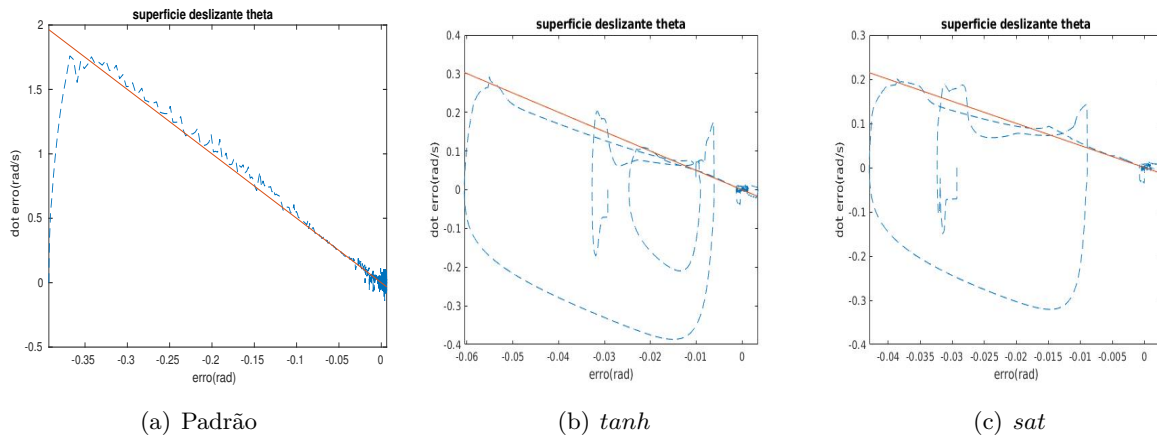 superficie deslizante theta
2
1.5
1
0.5
0
-0.5
dot erro(rad/s)
-0.35 -0.3 -0.25 -0.2 -0.15 -0.1 -0.05 0
erro(rad)
(a) Padrão
superficie deslizante theta
0.4
0.3
0.2
0.1
0
-0.1
-0.2
-0.3
-0.4
dot erro(rad/s)
-0.06 -0.05 -0.04 -0.03 -0.02 -0.01 0
erro(rad)
(b) tanh
superficie deslizante theta
0.4
0.3
0.2
0.1
0
-0.1
-0.2
-0.3
-0.4
dot erro(rad/s)
-0.04 -0.035 -0.03 -0.025 -0.02 -0.015 -0.01 -0.005 0
erro(rad)
(c) sat